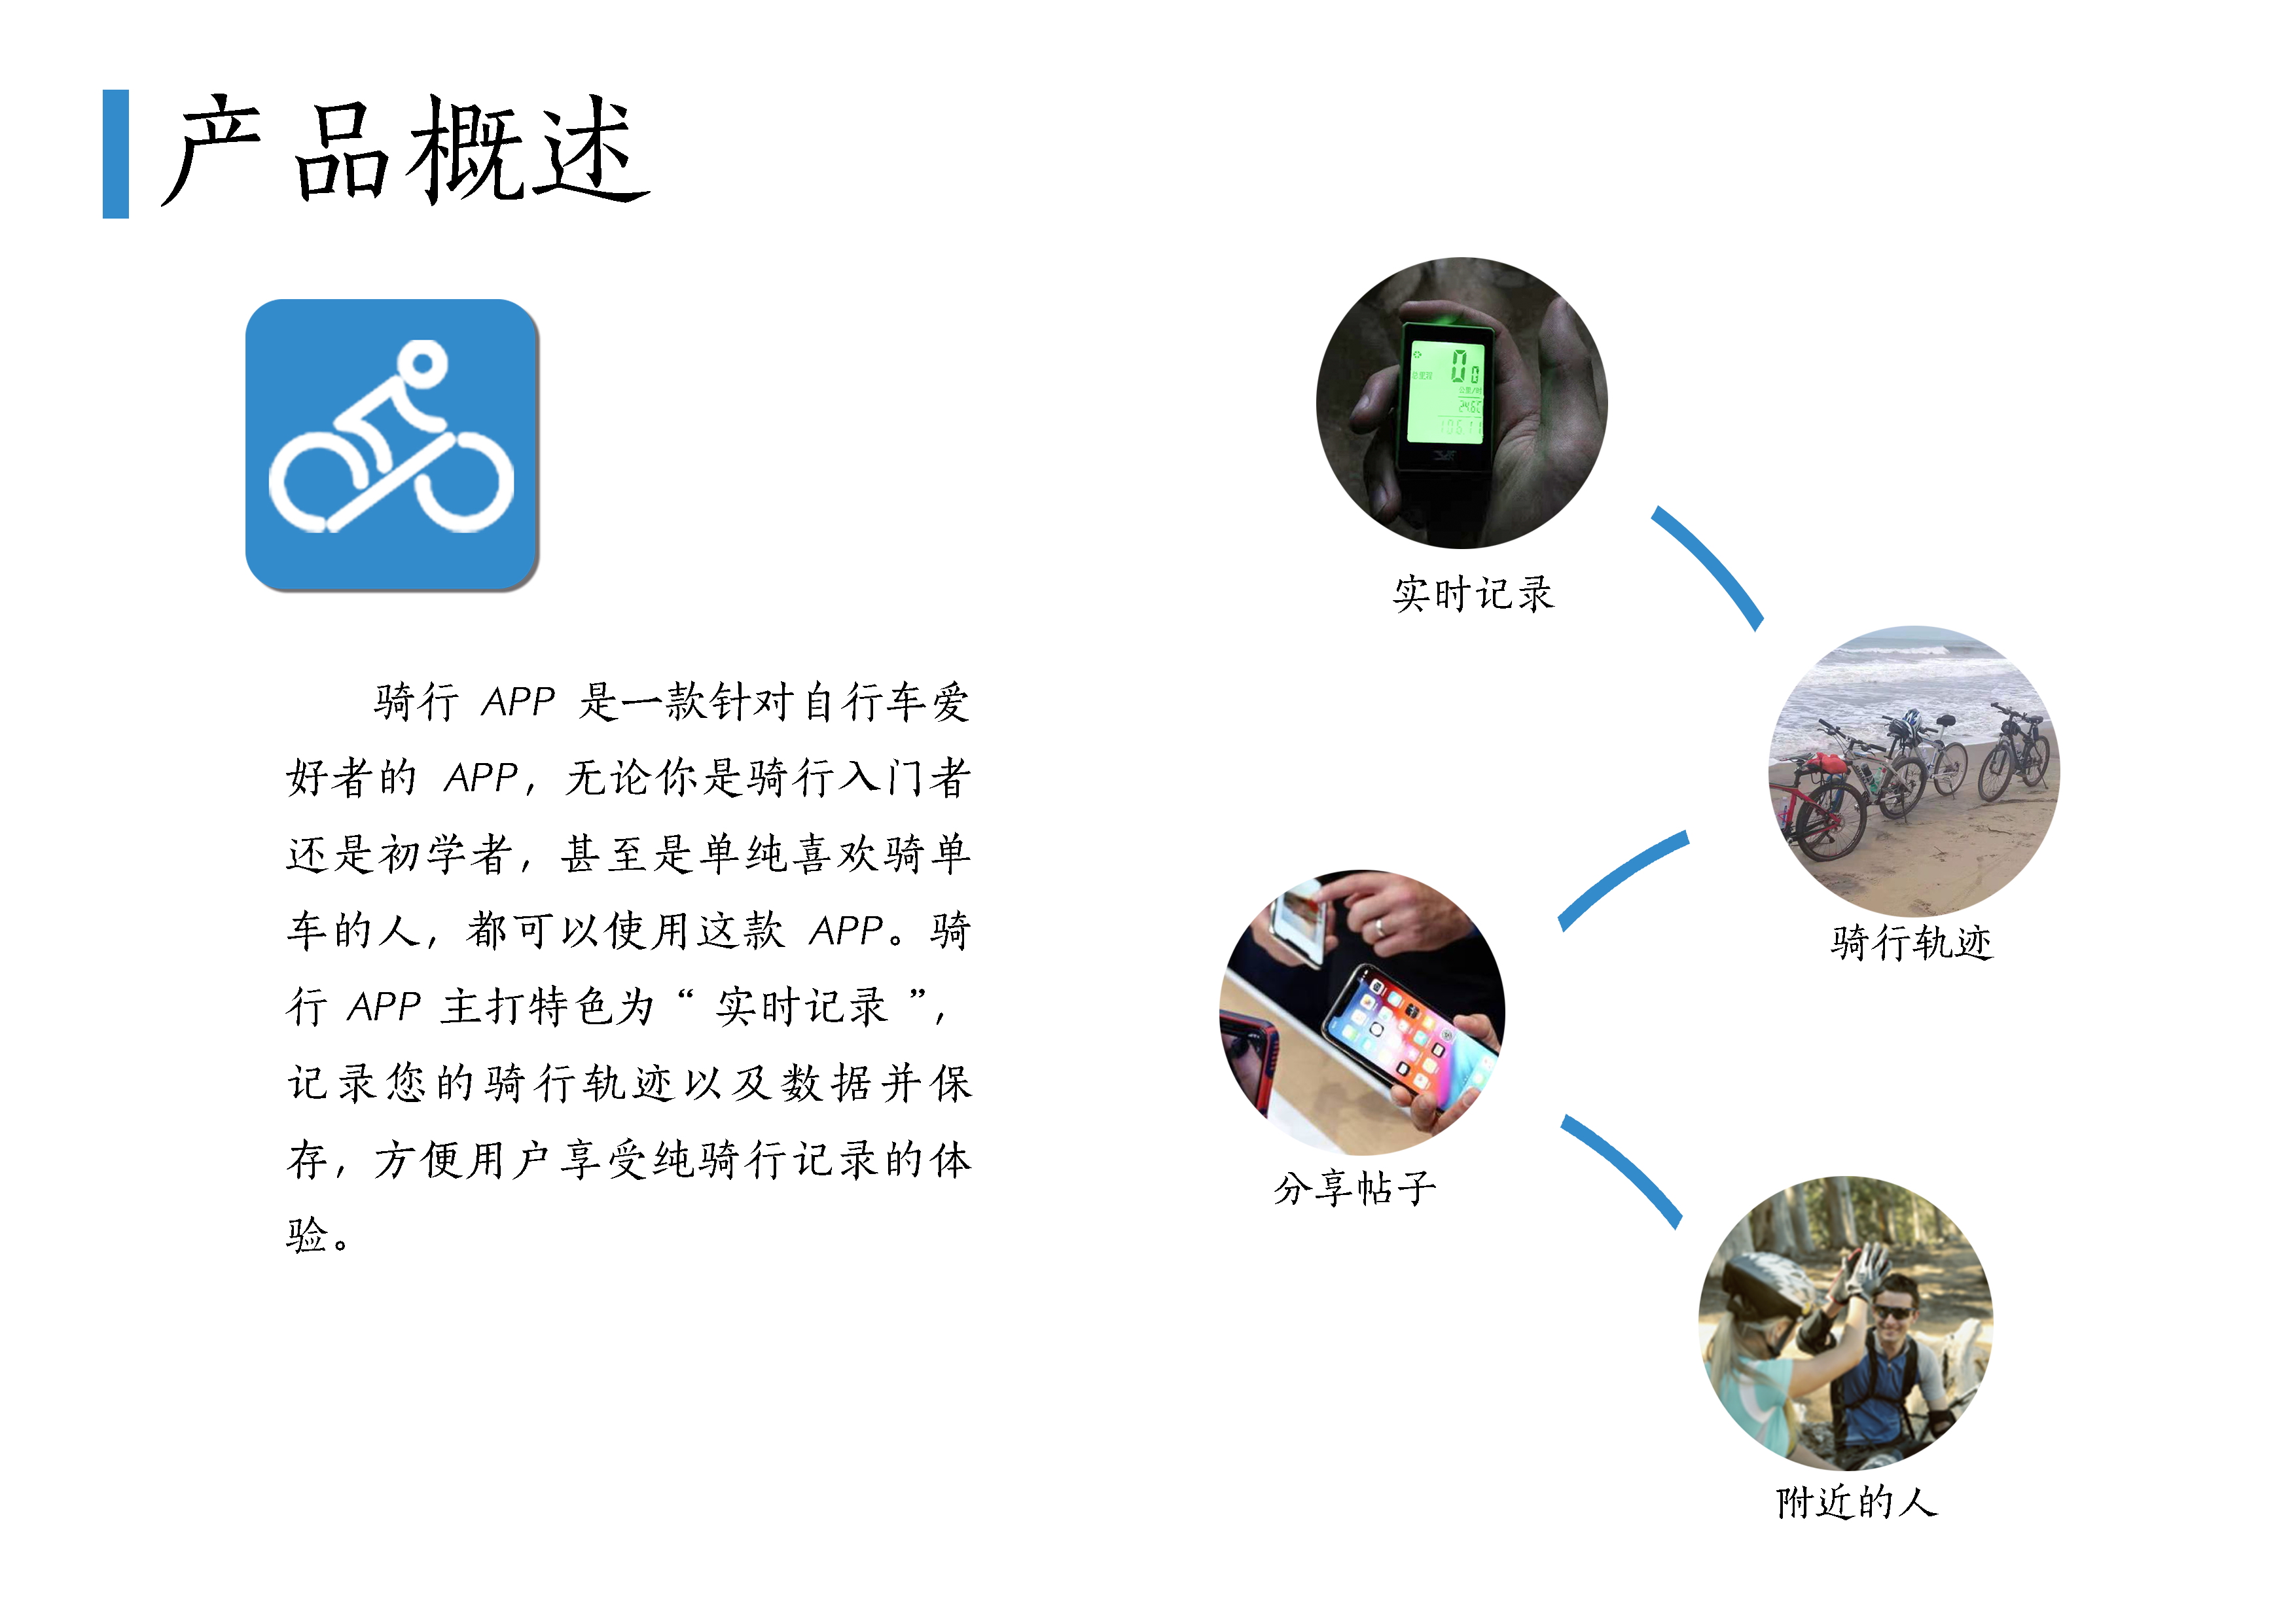 产品概述
骑行 APP 是一款针对自行车爱
好者的 APP，无论你是骑行入门者
还是初学者，甚至是单纯喜欢骑单
车的人，都可以使用这款 APP。骑
行 APP 主打特色为“ 实时记录 ”，
记录您的骑行轨迹以及数据并保
存，方便用户享受纯骑行记录的体
验。
实时记录
骑行轨迹
分享帖子
附近的人